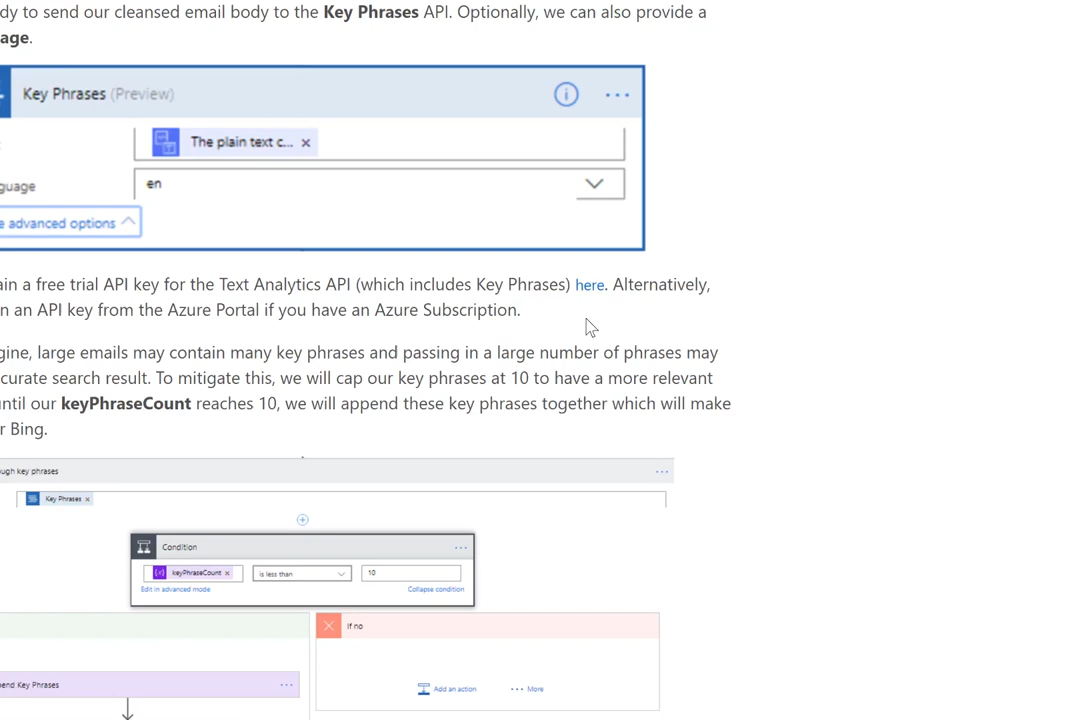 dy to send our cleansed email body to the Key Phrases API. Optionally, we can also provide a
age.
Key Phrases (Preview)
The plain text c... ×
guage
en
e advanced options
ain a free trial API key for the Text Analytics API (which includes Key Phrases) here. Alternatively,
n an API key from the Azure Portal if you have an Azure Subscription.
gine, large emails may contain many key phrases and passing in a large number of phrases may
curate search result. To mitigate this, we will cap our key phrases at 10 to have a more relevant
until our keyPhraseCount reaches 10, we will append these key phrases together which will make
r Bing.
ough key phrases
Key Phrases ×
Condition
keyPhraseCount ×
is less than
10
Edit in advanced mode
Collapse condition
If no
end Key Phrases
Add an action
More